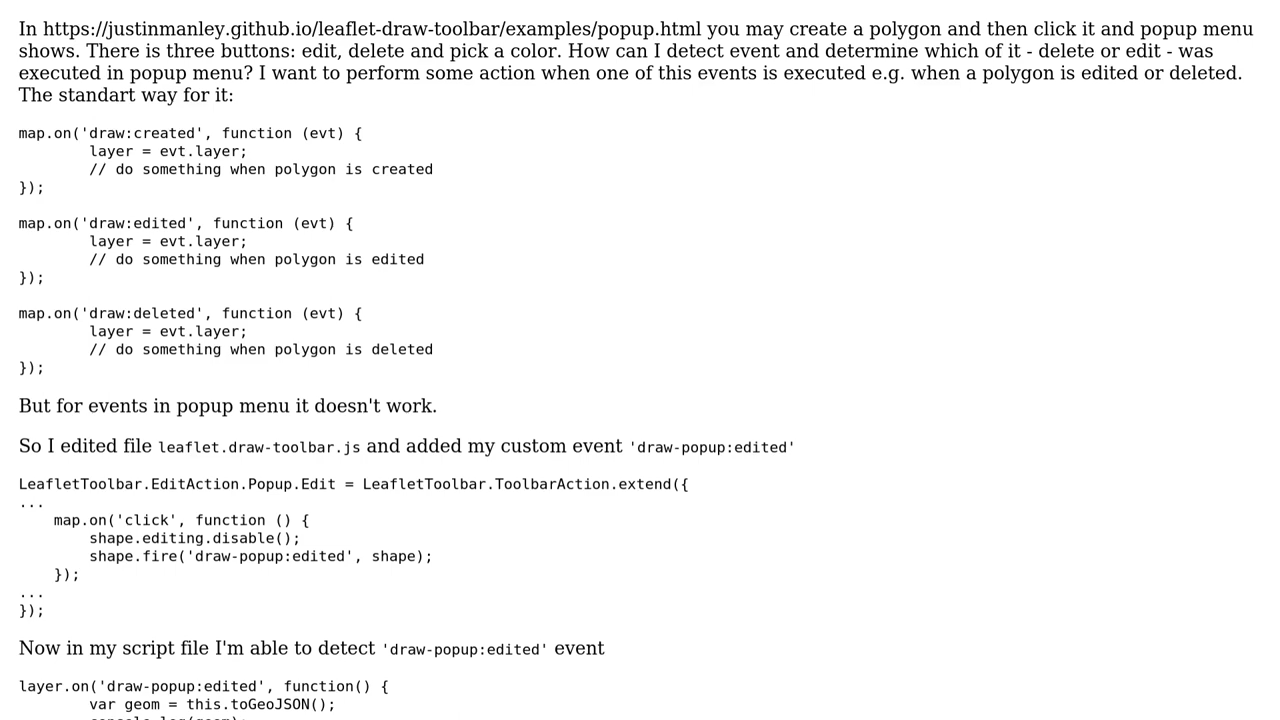 In https://justinmanley.github.io/leaflet-draw-toolbar/examples/popup.html you may create a polygon and then click it and popup menu
shows. There is three buttons: edit, delete and pick a color. How can I detect event and determine which of it - delete or edit - was
executed in popup menu? I want to perform some action when one of this events is executed e.g. when a polygon is edited or deleted.
The standart way for it:
map.on('draw:created', function (evt) {
        layer = evt.layer;
        // do something when polygon is created
});
map.on('draw:edited', function (evt) {
        layer = evt.layer;
        // do something when polygon is edited
});
map.on('draw:deleted', function (evt) {
        layer = evt.layer;
        // do something when polygon is deleted
});
But for events in popup menu it doesn't work.
So I edited file leaflet.draw-toolbar.js and added my custom event 'draw-popup:edited'
LeafletToolbar.EditAction.Popup.Edit = LeafletToolbar.ToolbarAction.extend({
...
    map.on('click', function () {
        shape.editing.disable();
        shape.fire('draw-popup:edited', shape);
    });
...
});
Now in my script file I'm able to detect 'draw-popup:edited' event
layer.on('draw-popup:edited', function() {
        var geom = this.toGeoJSON();